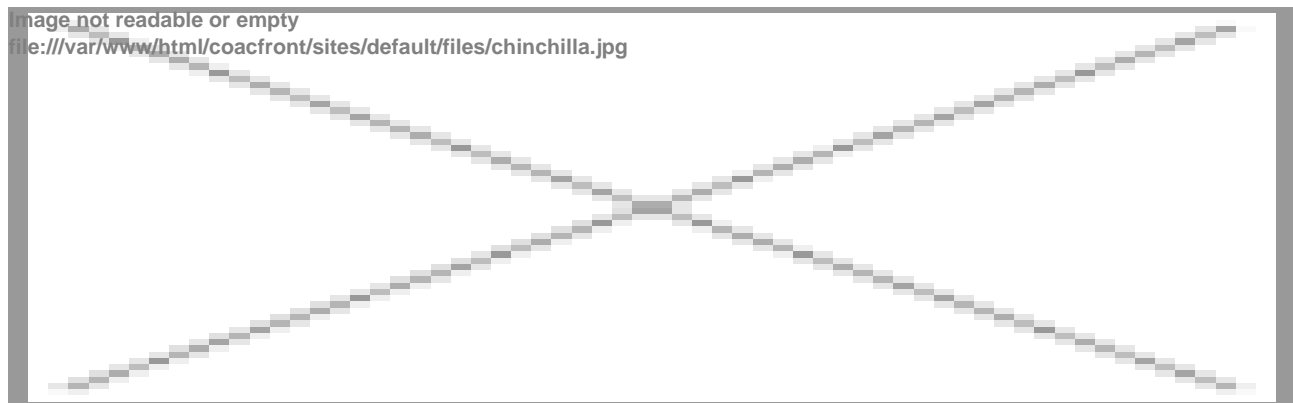 Image not readable or empty
file:///var/www/html/coacfront/sites/default/files/chinchilla.jpg